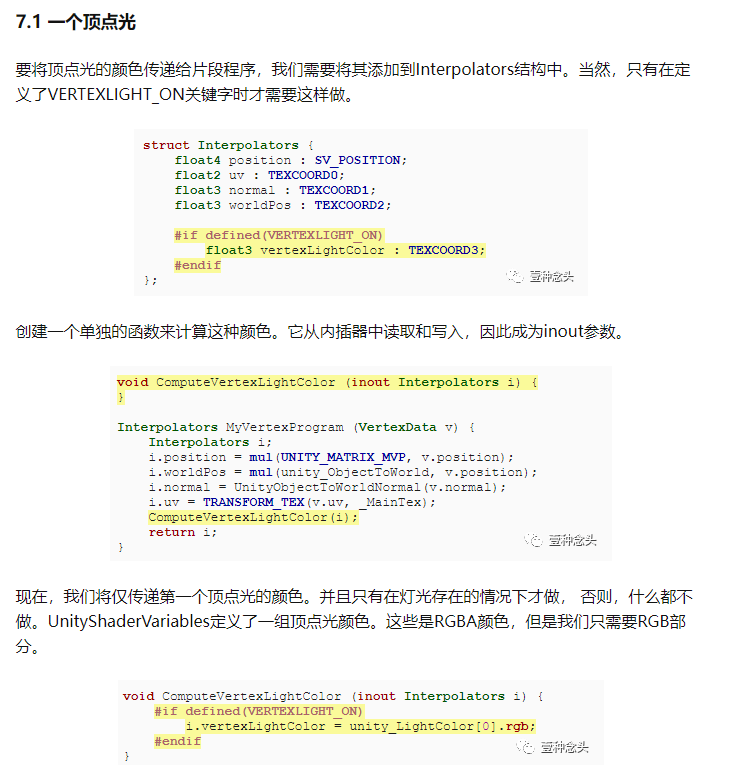 7.1 一个顶点光
要将顶点光的颜色传递给片段程序，我们需要将其添加到Interpolators结构中。当然，只有在定
义了VERTEXLIGHT_ON关键字时才需要这样做。
struct Interpolators {
    float4 position : SV_POSITION;
    float2 uv : TEXCOORD0;
    float3 normal : TEXCOORD1;
    float3 worldPos : TEXCOORD2;
    #if defined(VERTEXLIGHT_ON)
        float3 vertexLightColor : TEXCOORD3;
    #endif
};
壹种念头
创建一个单独的函数来计算这种颜色。它从内插器中读取和写入，因此成为inout参数。
void ComputeVertexLightColor (inout Interpolators i) {
}
Interpolators MyVertexProgram (VertexData v) {
    Interpolators i;
    i.position = mul(UNITY_MATRIX_MVP, v.position);
    i.worldPos = mul(unity_ObjectToWorld, v.position);
    i.normal = UnityObjectToWorldNormal(v.normal);
    i.uv = TRANSFORM_TEX(v.uv, _MainTex);
    ComputeVertexLightColor(i);
    return i;
}
壹种念头
现在，我们将仅传递第一个顶点光的颜色。并且只有在灯光存在的情况下才做， 否则，什么都不
做。UnityShaderVariables定义了一组顶点光颜色。这些是RGBA颜色，但是我们只需要RGB部
分。
void ComputeVertexLightColor (inout Interpolators i) {
    #if defined(VERTEXLIGHT_ON)
        i.vertexLightColor = unity_LightColor[0].rgb;
    #endif
}
壹种念头